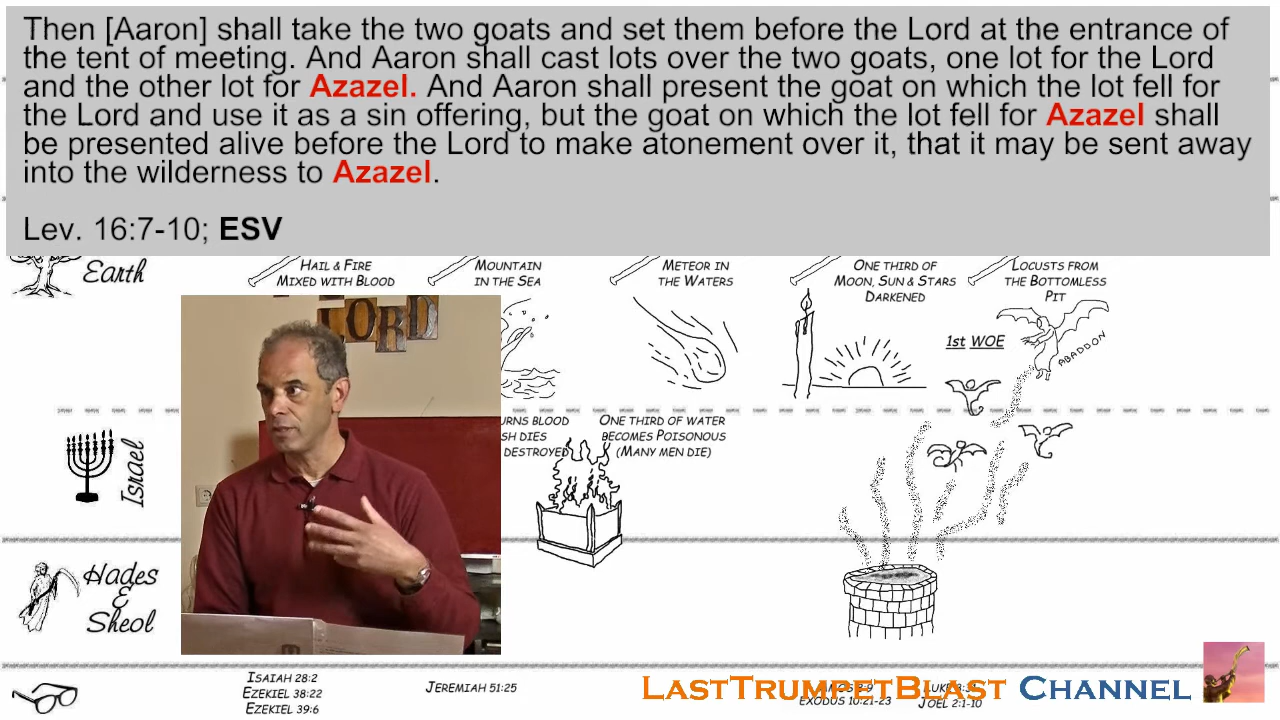 Then [Aaron] shall take the two goats and set them before the Lord at the entrance of
the tent of meeting. And Aaron shall cast lots over the two goats, one lot for the Lord
and the other lot for Azazel. And Aaron shall present the goat on which the lot fell for
the Lord and use it as a sin offering, but the goat on which the lot fell for Azazel shall
be presented alive before the Lord to make atonement over it, that it may be sent away
into the wilderness to Azazel.
Lev. 16:7-10; ESV
Earth
HAIL & FIRE
MIXED WITH BLOOD
MOUNTAIN
IN THE SEA
METEOR IN
THE WATERS
ONE THIRD OF
MOON, SUN & STARS
DARKENED
LOCUSTS FROM
THE BOTTOMLESS
PIT
LORD
1st WOE
ABADDON
URNS BLOOD
SH DIES
DESTROYED
ONE THIRD OF WATER
BECOMES POISONOUS
(MANY MEN DIE)
Israel
Hades
&
Sheol
ISAIAH 28:2
EZEKIEL 38:22
EZEKIEL 39:6
JEREMIAH 51:25
EXODUS 10:21-23
JOEL 2:1-10
LASTTRUMPETBLAST CHANNEL